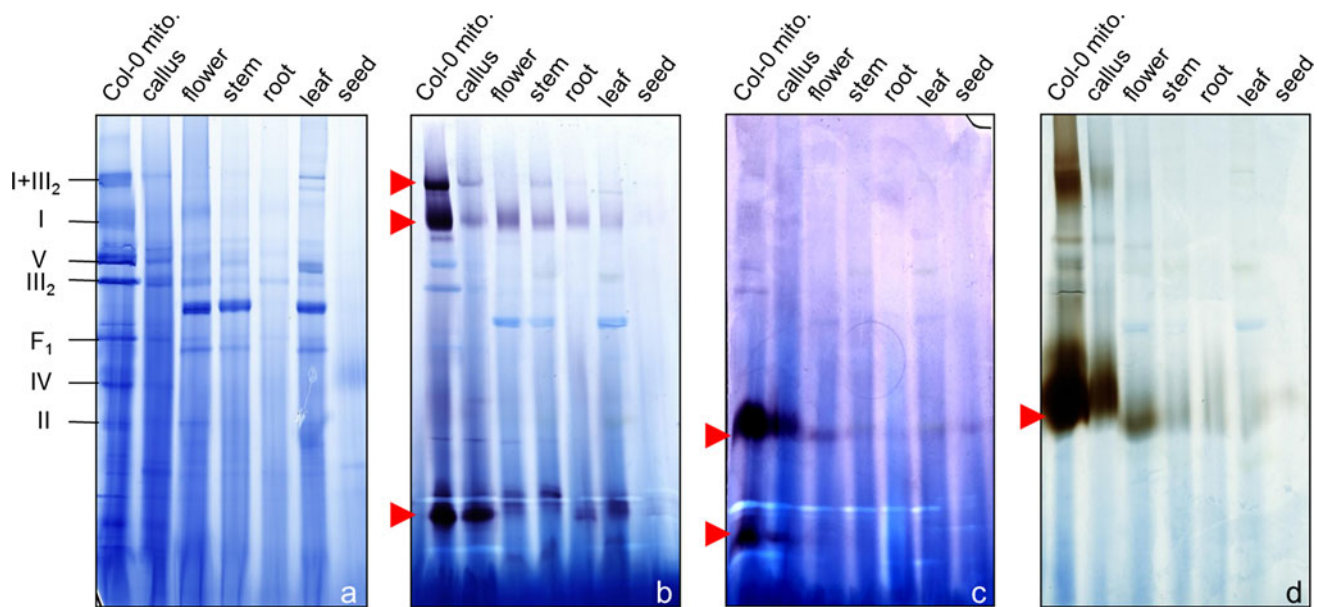 Col-0 mito. callus flower stem root leaf seed
Col-0 mito. callus flower stem root leaf seed
Col-0 mito. callus flower stem root leaf seed
Col-0 mito. callus flower stem root leaf seed
I+III₂
I
V
III₂
F₁
IV
II
a
b
c
d